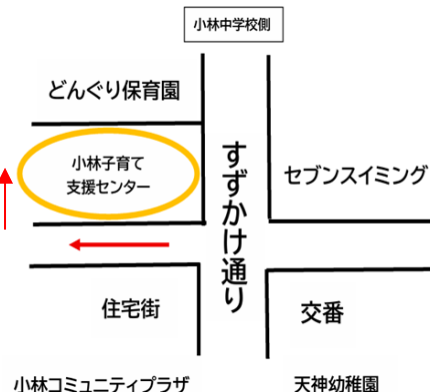 小林中学校側
どんぐり保育園
小林子育て
支援センター
すずかけ通り
セブンスイミング
住宅街
交番
小林コミュニティプラザ
天神幼稚園